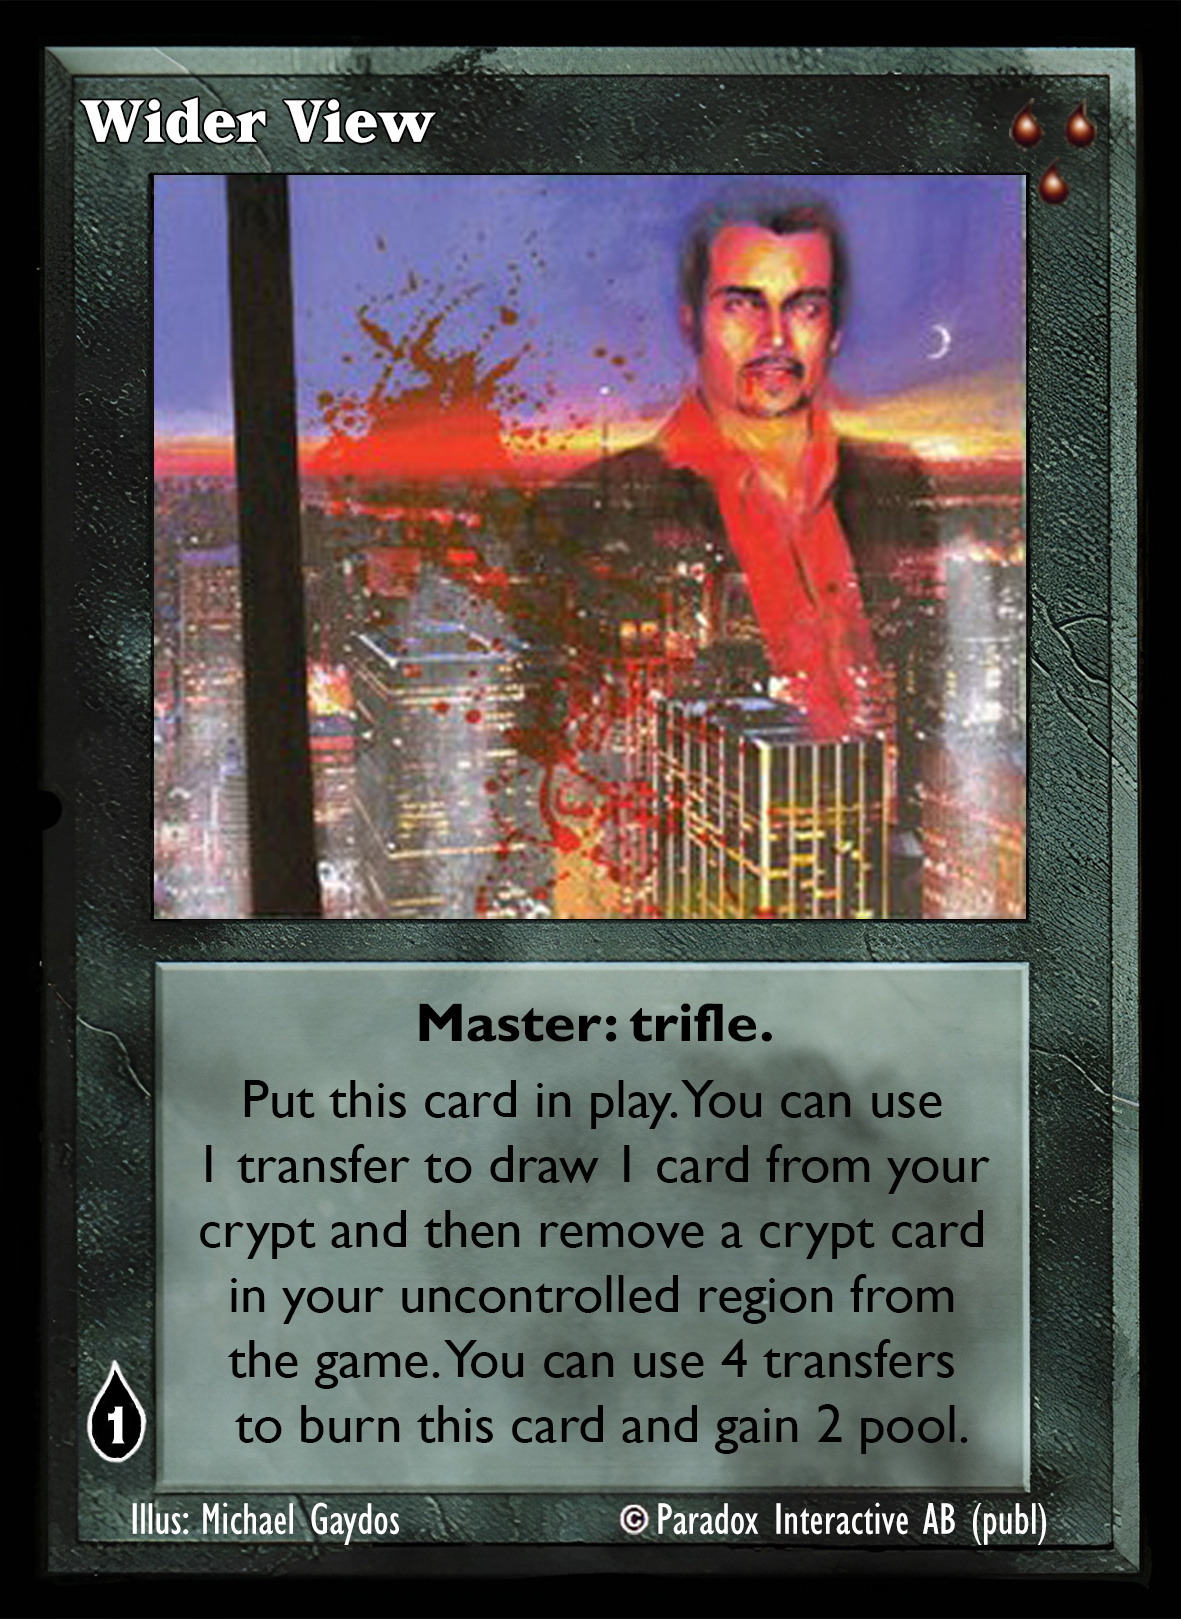 Wider View
Master: trifle.
Put this card in play. You can use
1 transfer to draw 1 card from your
crypt and then remove a crypt card
in your uncontrolled region from
the game. You can use 4 transfers
to burn this card and gain 2 pool.
1
Illus: Michael Gaydos © Paradox Interactive AB (publ)